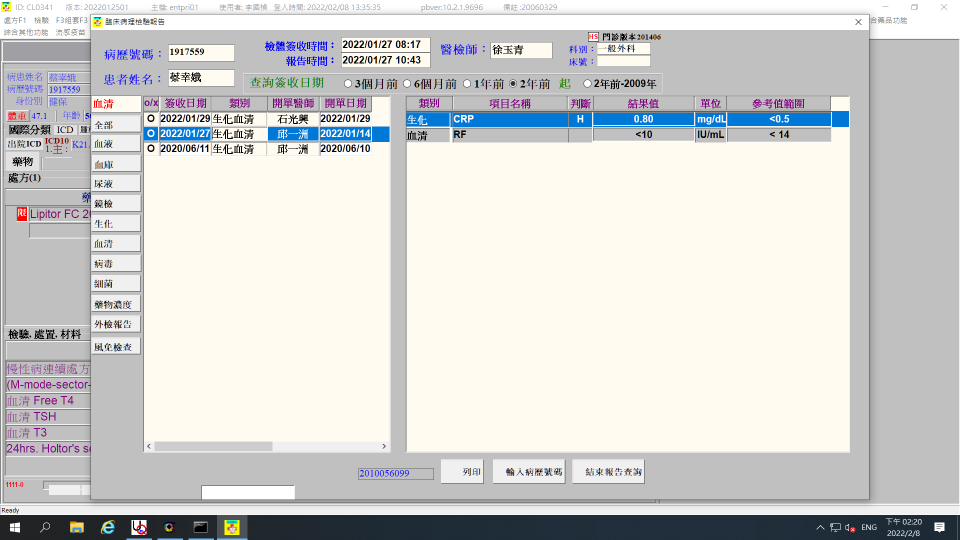 ID: CL0341 版本: 2022012501 主檔: entpri01 使用者: 李國楨 登入時間: 2022/02/08 13:35:35 pbver:10.2.1.9696 備註:20060329
處方F1 檢驗 F3組套F3
綜合其他功能 流感疫苗
臨床病理檢驗報告
病歷號碼: 1917559
檢體簽收時間: 2022/01/27 08:17
報告時間: 2022/01/27 10:43
醫檢師: 徐玉青
HS 門診版本201406
科別: 一般外科
床號:
患者姓名: 蔡幸娥
查詢簽收日期 3個月前 6個月前 1年前 2年前 起 2年前-2009年
病患姓名 蔡幸娥
病歷號碼 1917559
身份別 健保
體重 47.1 年齡
國際分類 ICD
出院ICD ICD10 1.主: K21.
藥物
處方(1)
限 Lipitor FC 20
檢驗, 處置, 材料
慢性病連續處方
(M-mode-sector-
血清 Free T4
血清 TSH
血清 T3
24hrs. Holtor's s
1111-0
血清
全部
血液
血庫
尿液
鏡檢
生化
血清
病毒
細菌
藥物濃度
外檢報告
風免檢查
o/x 簽收日期 類別 開單醫師 開單日期
O 2022/01/29 生化血清 石光興 2022/01/29
O 2022/01/27 生化血清 邱一洲 2022/01/14
O 2020/06/11 生化血清 邱一洲 2020/06/10
類別 項目名稱 判斷 結果值 單位 參考值範圍
生化 CRP H 0.80 mg/dL <0.5
血清 RF <10 IU/mL < 14
2010056099 列印 輸入病歷號碼 結束報告查詢
Ready
ENG 下午 02:20
2022/2/8